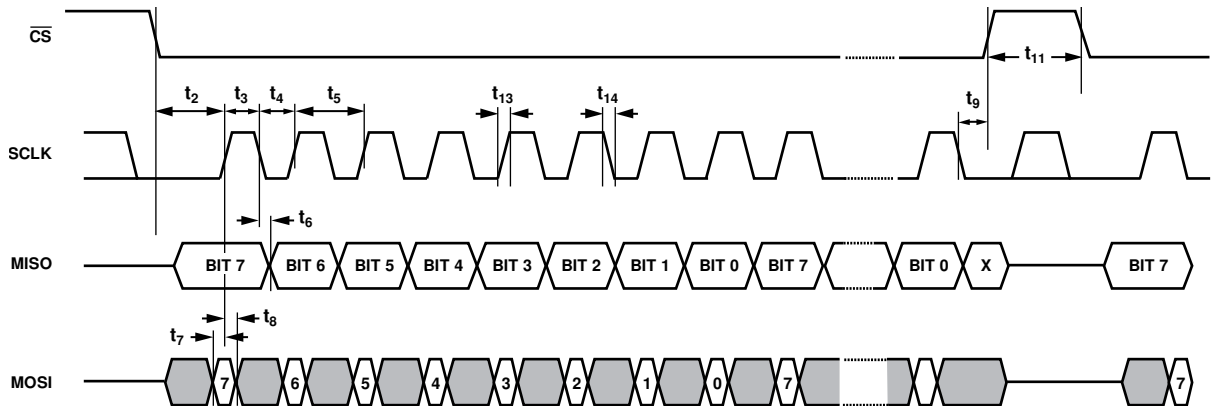 CS
t11
t2 t3 t4 t5 t13 t14 t9
SCLK
t6
MISO BIT 7 BIT 6 BIT 5 BIT 4 BIT 3 BIT 2 BIT 1 BIT 0 BIT 7 BIT 0 X BIT 7
t7 t8
MOSI 7 6 5 4 3 2 1 0 7 7